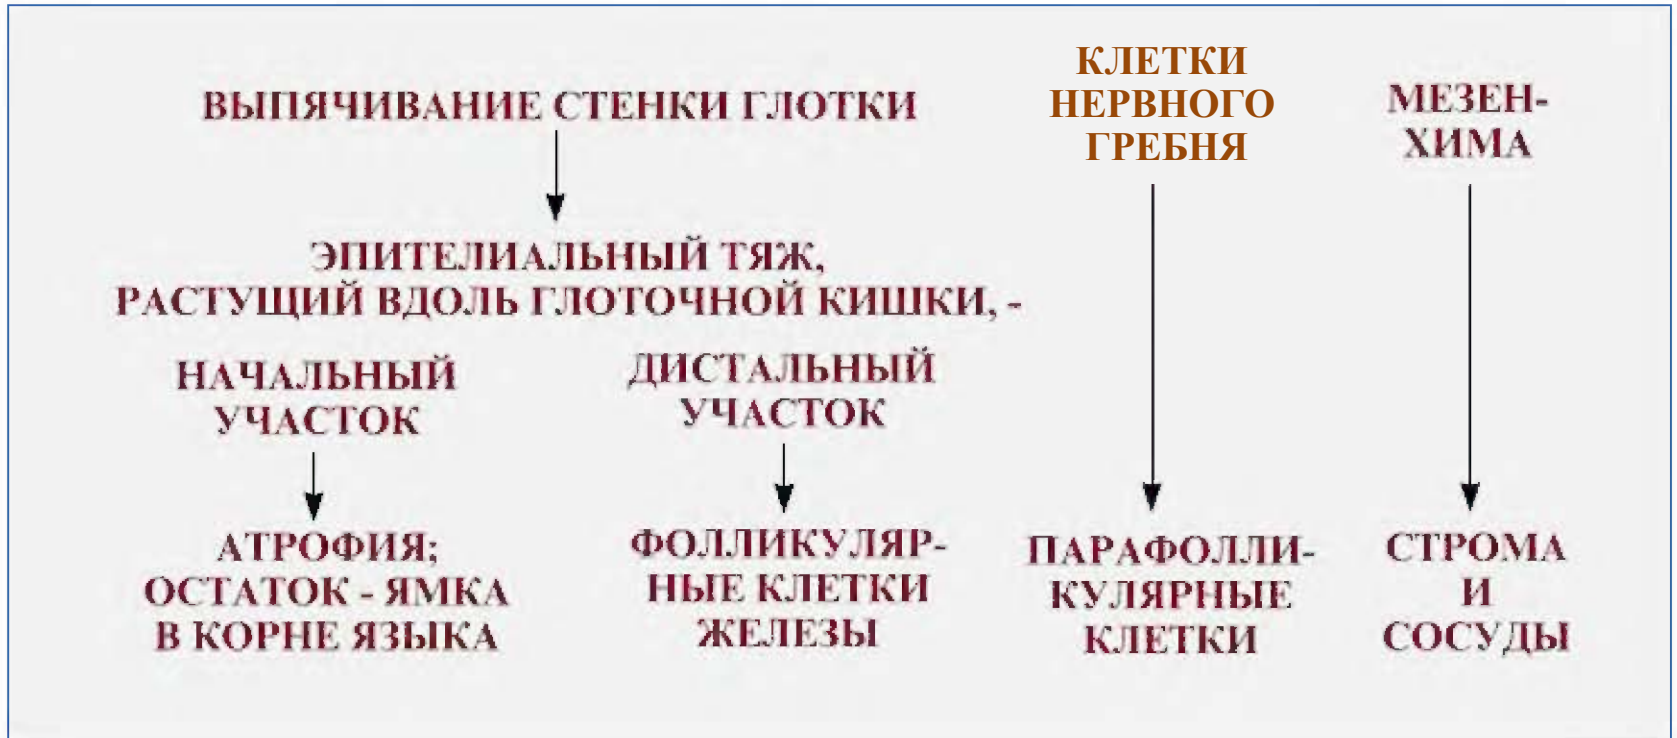 ВЫПЯЧИВАНИЕ СТЕНКИ ГЛОТКИ
КЛЕТКИ
НЕРВНОГО
ГРЕБНЯ
МЕЗЕН-
ХИМА
ЭПИТЕЛИАЛЬНЫЙ ТЯЖ,
РАСТУЩИЙ ВДОЛЬ ГЛОТОЧНОЙ КИШКИ, -
НАЧАЛЬНЫЙ
УЧАСТОК
ДИСТАЛЬНЫЙ
УЧАСТОК
АТРОФИЯ;
ОСТАТОК - ЯМКА
В КОРНЕ ЯЗЫКА
ФОЛЛИКУЛЯР-
НЫЕ КЛЕТКИ
ЖЕЛЕЗЫ
ПАРАФОЛЛИ-
КУЛЯРНЫЕ
КЛЕТКИ
СТРОМА
И
СОСУДЫ